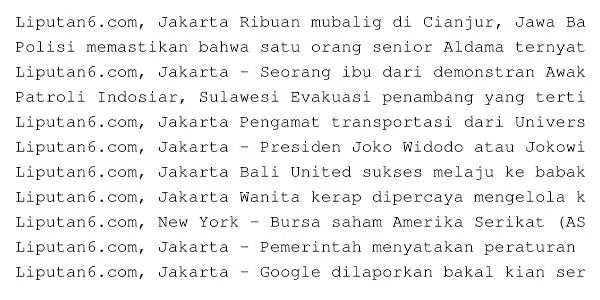 Liputan6.com, Jakarta Ribuan mubalig di Cianjur, Jawa Ba
Polisi memastikan bahwa satu orang senior Aldama ternyat
Liputan6.com, Jakarta - Seorang ibu dari demonstran Awak
Patroli Indosiar, Sulawesi Evakuasi penambang yang terti
Liputan6.com, Jakarta Pengamat transportasi dari Univers
Liputan6.com, Jakarta - Presiden Joko Widodo atau Jokowi
Liputan6.com, Jakarta Bali United sukses melaju ke babak
Liputan6.com, Jakarta Wanita kerap dipercaya mengelola k
Liputan6.com, New York - Bursa saham Amerika Serikat (AS
Liputan6.com, Jakarta - Pemerintah menyatakan peraturan
Liputan6.com, Jakarta - Google dilaporkan bakal kian ser